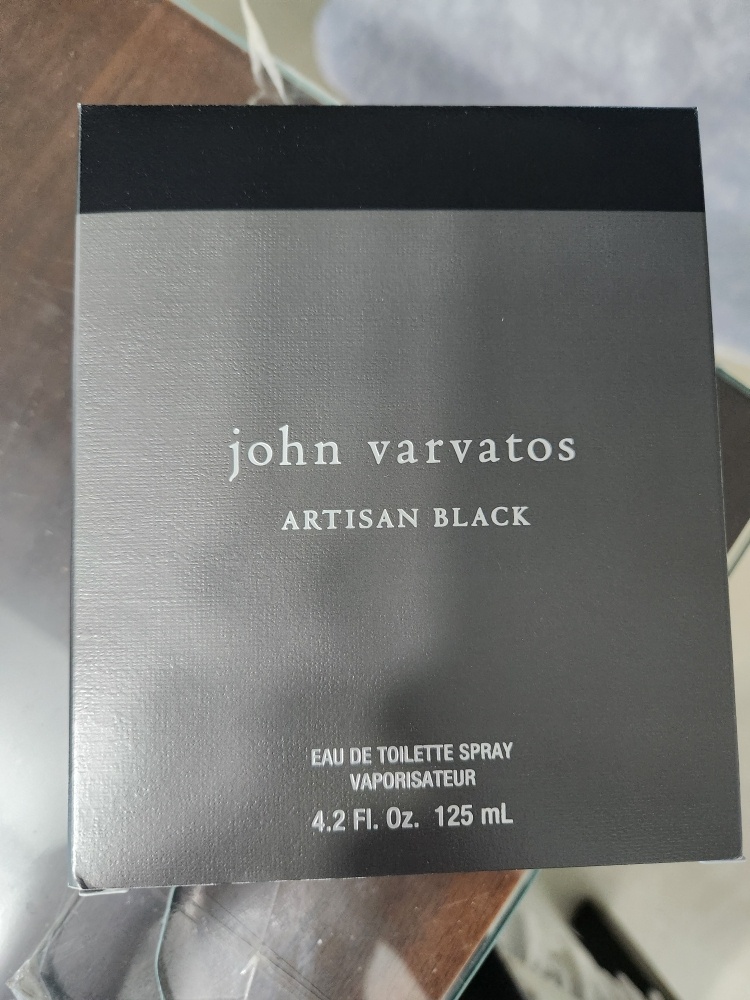 john varvatos
ARTISAN BLACK
EAU DE TOILETTE SPRAY
VAPORISATEUR
4.2 Fl. Oz. 125 mL